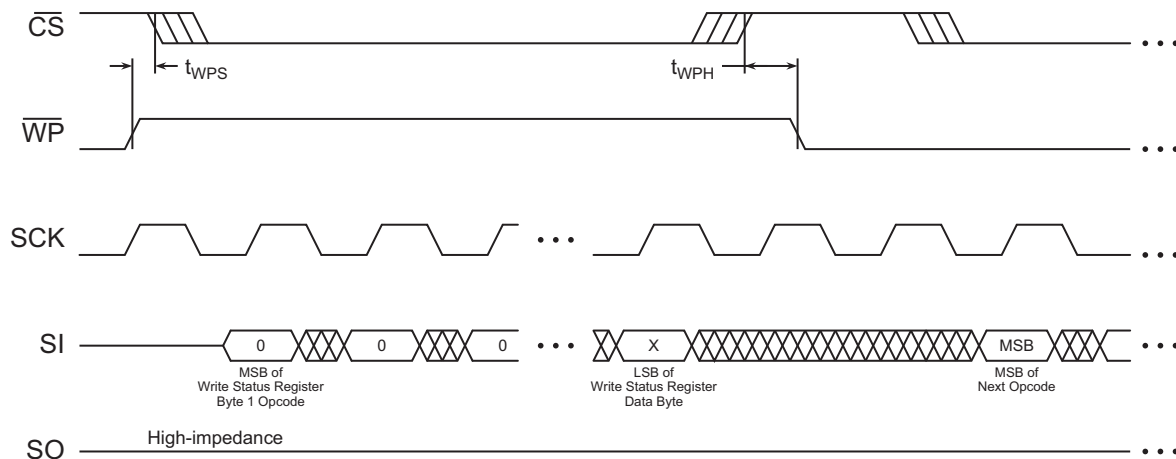 CS
tWPS
tWPH
WP
SCK
SI
0
0
0
X
MSB
MSB of
Write Status Register
Byte 1 Opcode
LSB of
Write Status Register
Data Byte
MSB of
Next Opcode
SO
High-impedance